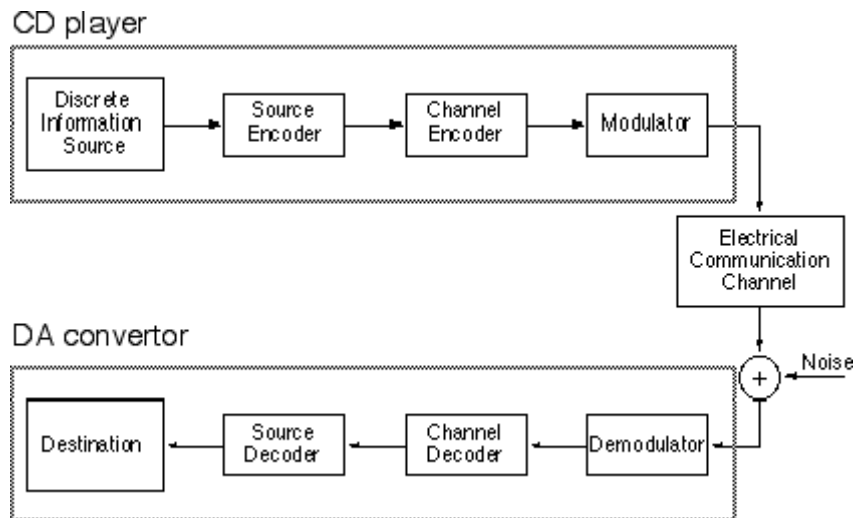 CD player
Discrete
Information
Source
Source
Encoder
Channel
Encoder
Modulator
Electrical
Communication
Channel
DA convertor
Noise
+
Destination
Source
Decoder
Channel
Decoder
Demodulator